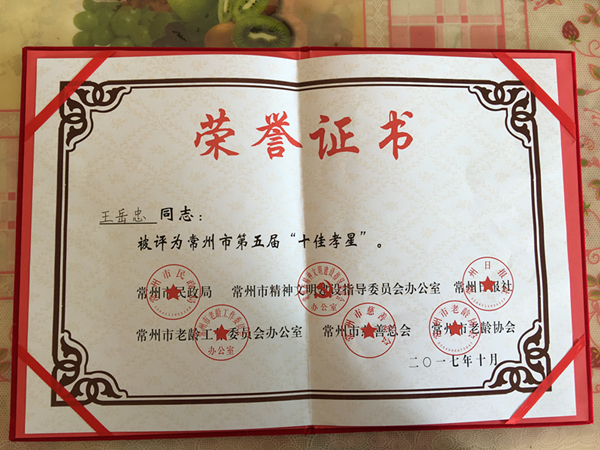 荣誉证书
王岳忠 同志：
被评为常州市第五届“十佳孝星”。
常州市民政局 常州市精神文明建设指导委员会办公室 常州日报社
常州市老龄工作委员会办公室 常州市慈善总会 常州市老龄协会
二〇一七年十月